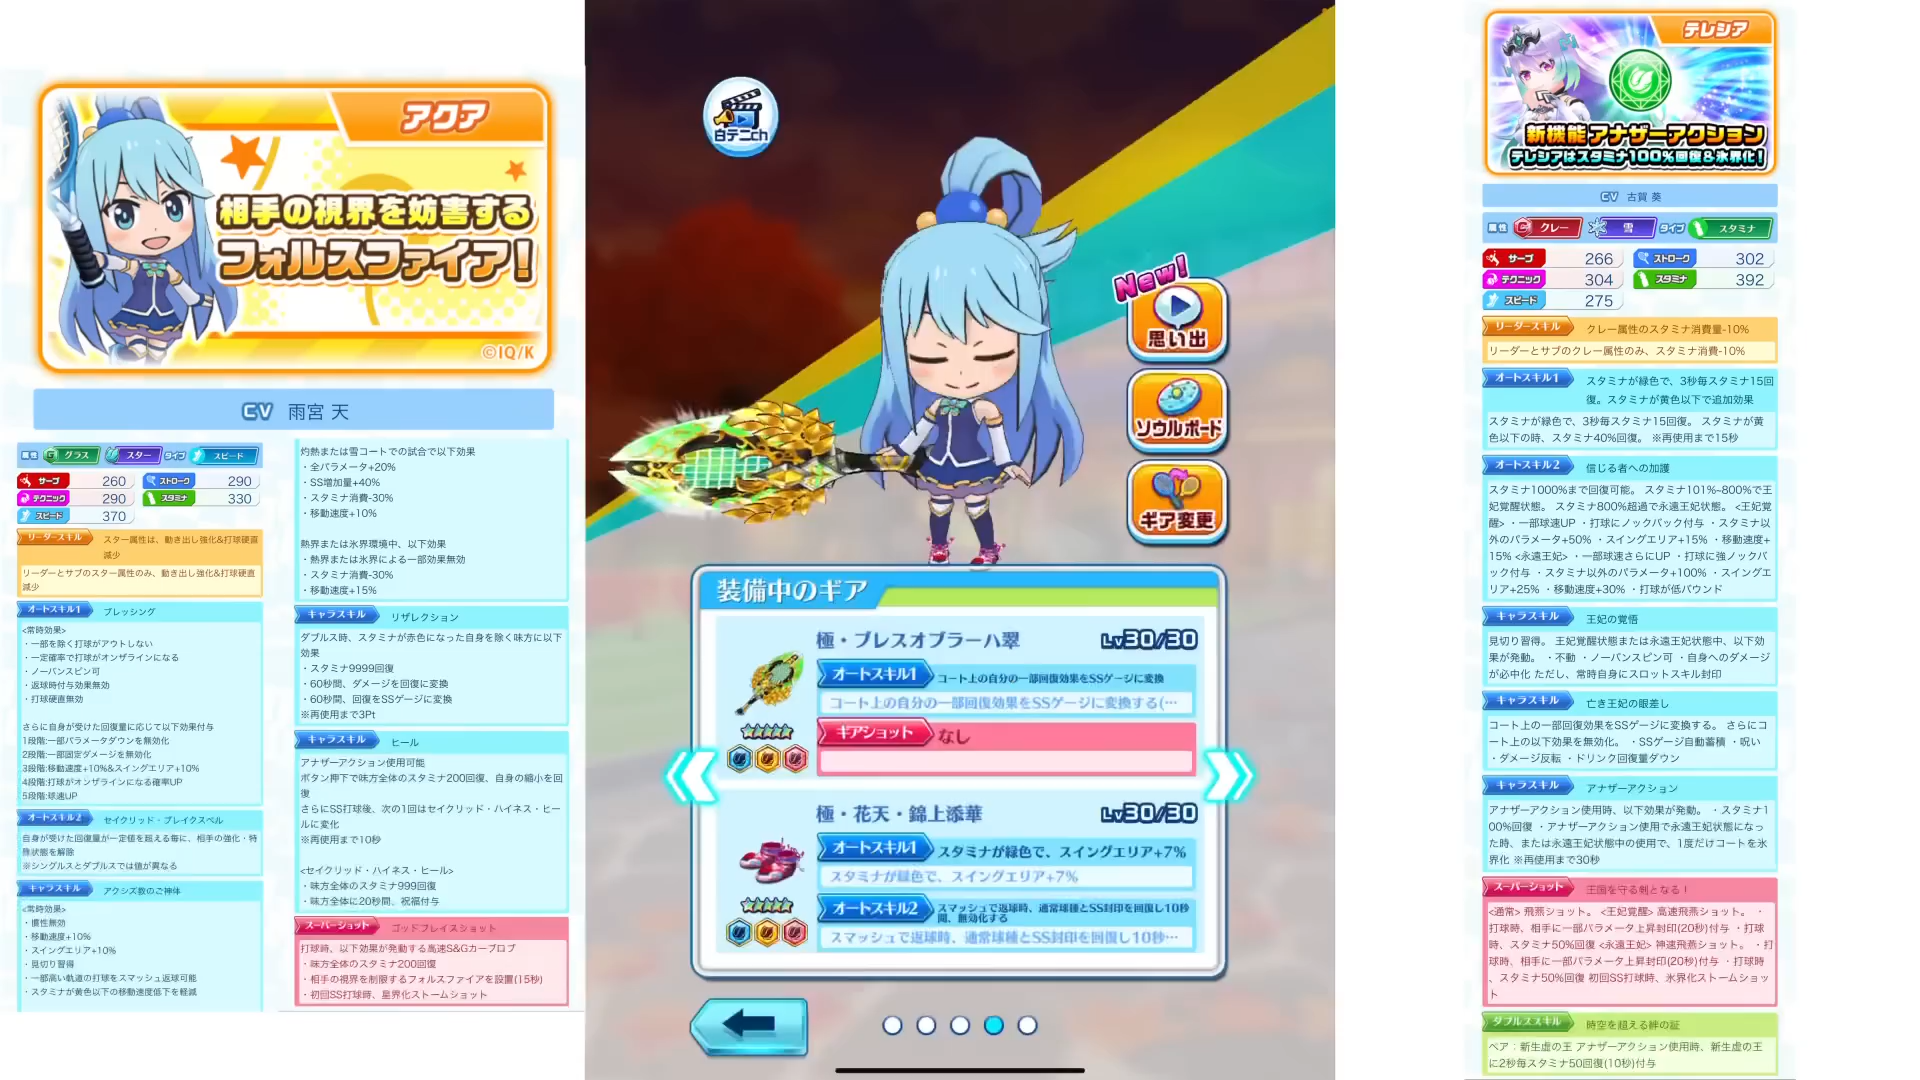 アクア
相手の視界を妨害する
フォルスファイア!
©IQ/K
CV 雨宮 天
属性 グラス スター タイプ スピード
サーブ 260 ストローク 290
テクニック 290 スタミナ 330
スピード 370
リーダースキル スター属性は、動き出し強化&打球硬直
減少
リーダーとサブのスター属性のみ、動き出し強化&打球硬直
減少
オートスキル1 ブレッシング
<常時効果>
・一部を除く打球がアウトしない
・一定確率で打球がオンザラインになる
・ノーバンスピン可
・返球時付与効果無効
・打球硬直無効
さらに自身が受けた回復量に応じて以下効果付与
1段階:一部パラメータダウンを無効化
2段階:一部固定ダメージを無効化
3段階:移動速度+10%&スイングエリア+10%
4段階:打球がオンザラインになる確率UP
5段階:球速UP
オートスキル2 セイクリッド・ブレイクスペル
自身が受けた回復量が一定値を超える毎に、相手の強化・特
殊状態を解除
※シングルスとダブルスでは値が異なる
キャラスキル アクシズ教のご神体
<常時効果>
・慣性無効
・移動速度+10%
・スイングエリア+10%
・見切り習得
・一部高い軌道の打球をスマッシュ返球可能
・スタミナが黄色以下の移動速度低下を軽減
灼熱または雪コートでの試合で以下効果
・全パラメータ+20%
・SS増加量+40%
・スタミナ消費-30%
・移動速度+10%
熱界または氷界環境中、以下効果
・熱界または氷界による一部効果無効
・スタミナ消費-30%
・移動速度+15%
キャラスキル リザレクション
ダブルス時、スタミナが赤色になった自身を除く味方に以下
効果
・スタミナ9999回復
・60秒間、ダメージを回復に変換
・60秒間、回復をSSゲージに変換
※再使用まで3Pt
キャラスキル ヒール
アナザーアクション使用可能
ボタン押下で味方全体のスタミナ200回復、自身の縮小を回
復
さらにSS打球後、次の1回はセイクリッド・ハイネス・ヒー
ルに変化
※再使用まで10秒
<セイクリッド・ハイネス・ヒール>
・味方全体のスタミナ999回復
・味方全体に20秒間、祝福付与
スーパーショット ゴッドブレイスショット
打球時、以下効果が発動する高速S&Gカーブロブ
・味方全体のスタミナ200回復
・相手の視界を制限するフォルスファイアを設置(15秒)
・初回SS打球時、星界化ストームショット
白テニch
New!
思い出
ソウルボード
ギア変更
装備中のギア
極・ブレスオブラーハ翠 Lv30/30
オートスキル1 コート上の自分の一部回復効果をSSゲージに変換
コート上の自分の一部回復効果をSSゲージに変換する(…
ギアショット なし
極・花天・錦上添華 Lv30/30
オートスキル1 スタミナが緑色で、スイングエリア+7%
スタミナが緑色で、スイングエリア+7%
オートスキル2 スマッシュで返球時、通常球種とSS封印を回復し10秒
間、無効化する
スマッシュで返球時、通常球種とSS封印を回復し10秒…
テレシア
新機能アナザーアクション
テレシアはスタミナ100%回復&氷界化!
CV 古賀 葵
属性 クレー 雪 タイプ スタミナ
サーブ 266 ストローク 302
テクニック 304 スタミナ 392
スピード 275
リーダースキル クレー属性のスタミナ消費量-10%
リーダーとサブのクレー属性のみ、スタミナ消費-10%
オートスキル1 スタミナが緑色で、3秒毎スタミナ15回
復。スタミナが黄色以下で追加効果
スタミナが緑色で、3秒毎スタミナ15回復。 スタミナが黄
色以下の時、スタミナ40%回復。 ※再使用まで15秒
オートスキル2 信じる者への加護
スタミナ1000%まで回復可能。 スタミナ101%~800%で王
妃覚醒状態。 スタミナ800%超過で永遠王妃状態。 <王妃覚
醒> ・一部球速UP ・打球にノックバック付与 ・スタミナ以
外のパラメータ+50% ・スイングエリア+15% ・移動速度+
15% <永遠王妃> ・一部球速さらにUP ・打球に強ノックバ
ック付与 ・スタミナ以外のパラメータ+100% ・スイングエ
リア+25% ・移動速度+30% ・打球が低バウンド
キャラスキル 王妃の覚悟
見切り習得。 王妃覚醒状態または永遠王妃状態中、以下効
果が発動。 ・不動 ・ノーバンスピン可 ・自身へのダメージ
が必中化 ただし、常時自身にスロットスキル封印
キャラスキル 亡き王妃の眼差し
コート上の一部回復効果をSSゲージに変換する。 さらにコ
ート上の以下効果を無効化。 ・SSゲージ自動蓄積 ・呪い
・ダメージ反転 ・ドリンク回復量ダウン
キャラスキル アナザーアクション
アナザーアクション使用時、以下効果が発動。 ・スタミナ1
00%回復 ・アナザーアクション使用で永遠王妃状態になっ
た時、または永遠王妃状態中の使用で、1度だけコートを氷
界化 ※再使用まで30秒
スーパーショット 王国を守る剣となる!
<通常> 飛燕ショット。 <王妃覚醒> 高速飛燕ショット。 ・
打球時、相手に一部パラメータ上昇封印(20秒)付与 ・打球
時、スタミナ50%回復 <永遠王妃> 神速飛燕ショット。 ・打
球時、相手に一部パラメータ上昇封印(20秒)付与 ・打球時
、スタミナ50%回復 初回SS打球時、氷界化ストームショッ
ト
ダブルススキル 時空を超える絆の証
ペア:新生虚の王 アナザーアクション使用時、新生虚の王
に2秒毎スタミナ50回復(10秒)付与